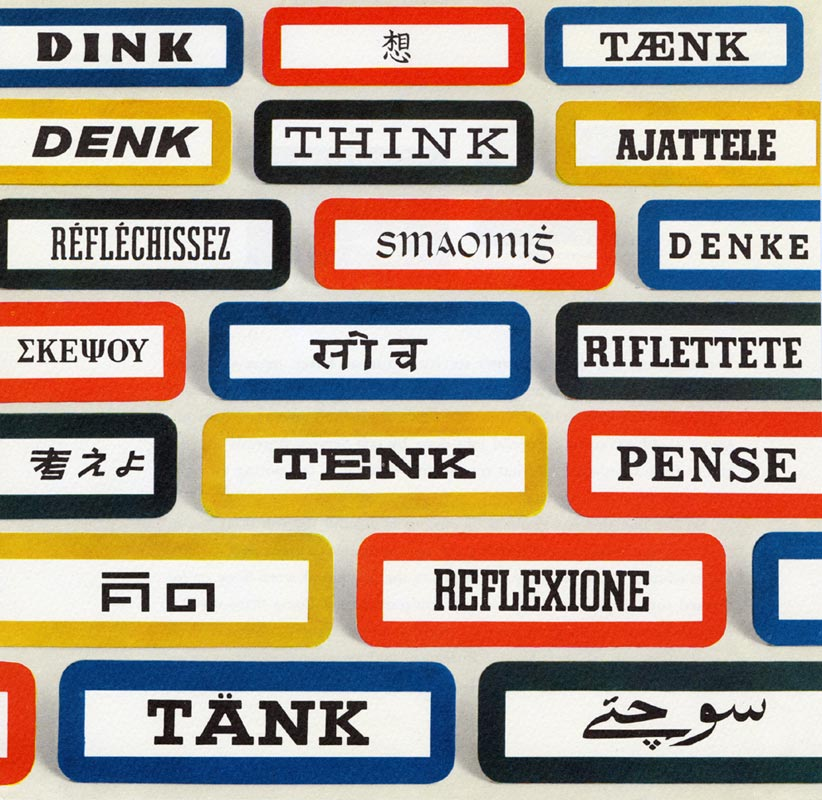 DINK
想
TÆNK
DENK
THINK
AJATTELE
RÉFLÉCHISSEZ
smaoiniġ
DENKE
ΣΚΕΨΟΥ
सोच
RIFLETTETE
考えよ
TENK
PENSE
คิด
REFLEXIONE
TÄNK
سوچئے